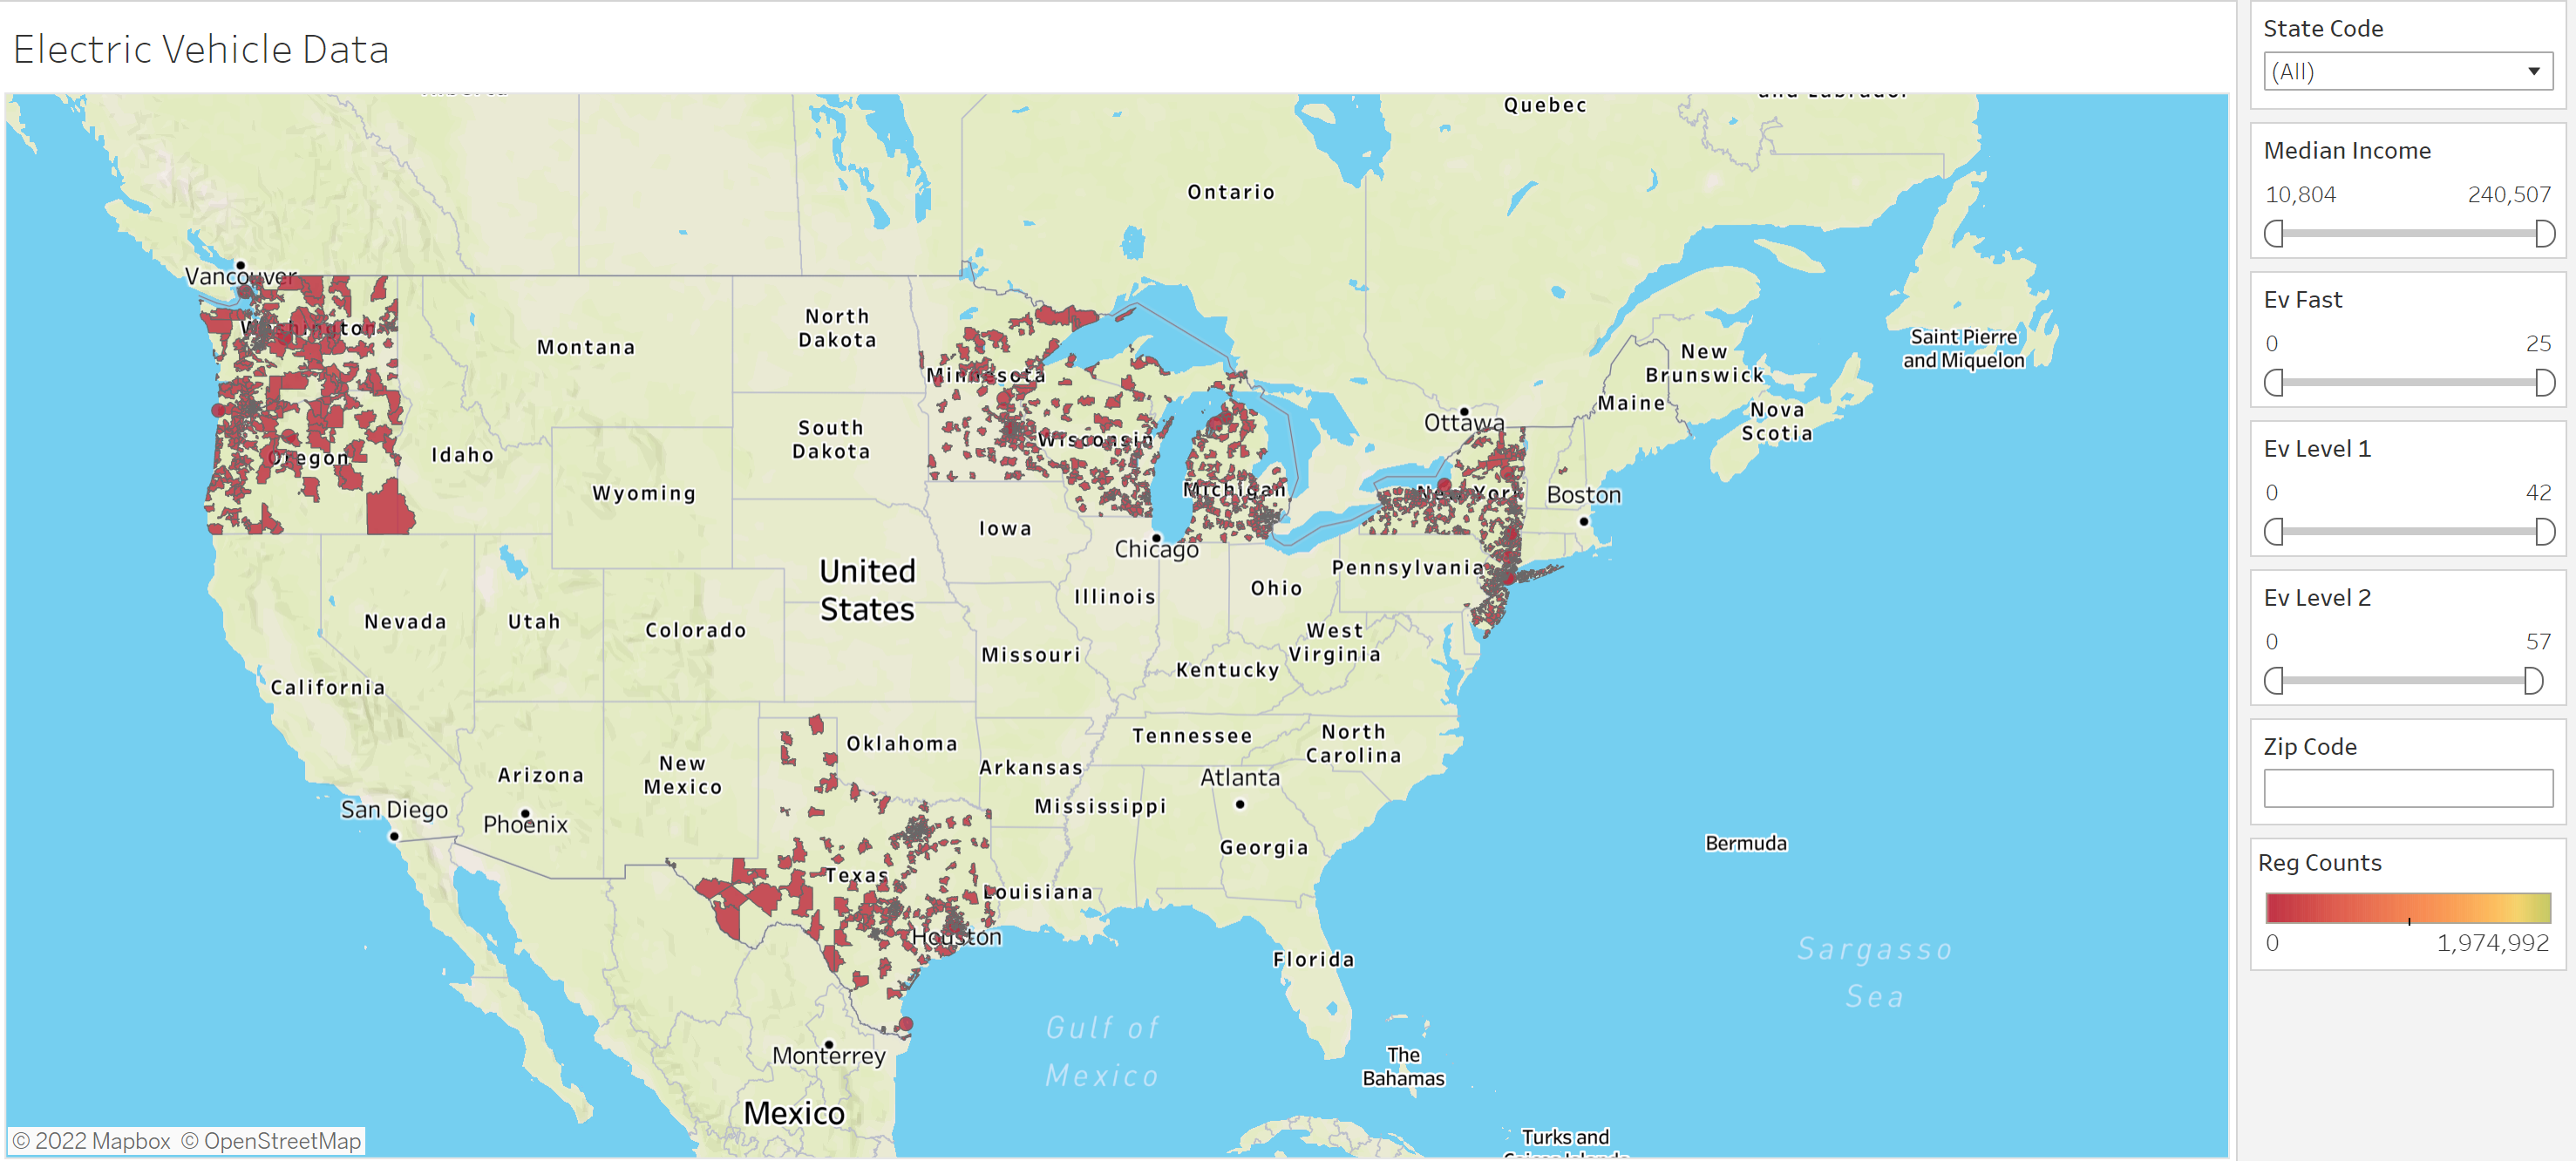 Electric Vehicle Data
Quebec
Ontario
Vancouver
Washington
Montana
North
Dakota
Minnesota
Saint Pierre
and Miquelon
New
Brunswick
Maine
Nova
Scotia
Ottawa
South
Dakota
Wisconsin
Oregon
Idaho
Wyoming
Michigan
New York
Boston
Iowa
Chicago
United
States
Pennsylvania
Ohio
Illinois
Nevada
Utah
Colorado
West
Virginia
Missouri
Kentucky
California
Oklahoma
Tennessee
North
Carolina
New
Mexico
Arizona
Arkansas
Atlanta
San Diego
Phoenix
Mississippi
Georgia
Bermuda
Texas
Louisiana
Houston
Florida
Sargasso
Sea
Gulf of
Mexico
Monterrey
The
Bahamas
Mexico
Turks and
© 2022 Mapbox © OpenStreetMap
State Code
(All)
Median Income
10,804 240,507
Ev Fast
0 25
Ev Level 1
0 42
Ev Level 2
0 57
Zip Code
Reg Counts
0 1,974,992